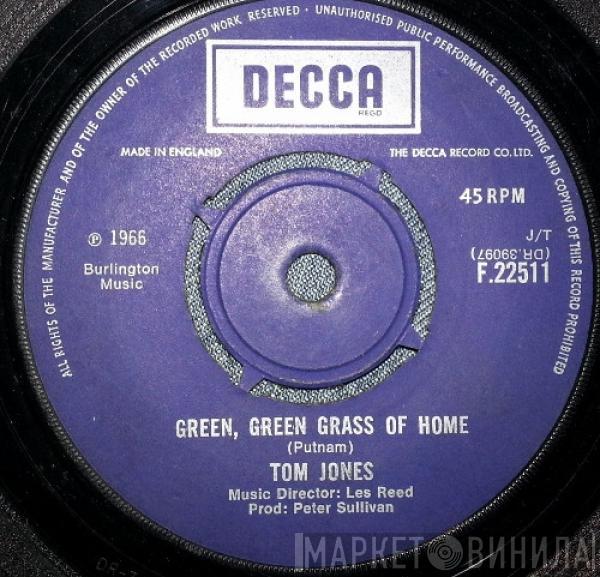 ALL RIGHTS OF THE MANUFACTURER AND OF THE OWNER OF THE RECORDED WORK RESERVED · UNAUTHORISED PUBLIC PERFORMANCE BROADCASTING AND COPYING OF THIS RECORD PROHIBITED
DECCA
REGD
MADE IN ENGLAND
THE DECCA RECORD CO. LTD.
45 RPM
℗ 1966
J/T
Burlington
Music
(DR.39097)
F.22511
GREEN, GREEN GRASS OF HOME
(Putnam)
TOM JONES
Music Director: Les Reed
Prod: Peter Sullivan
МАРКЕТ ВИНИЛА